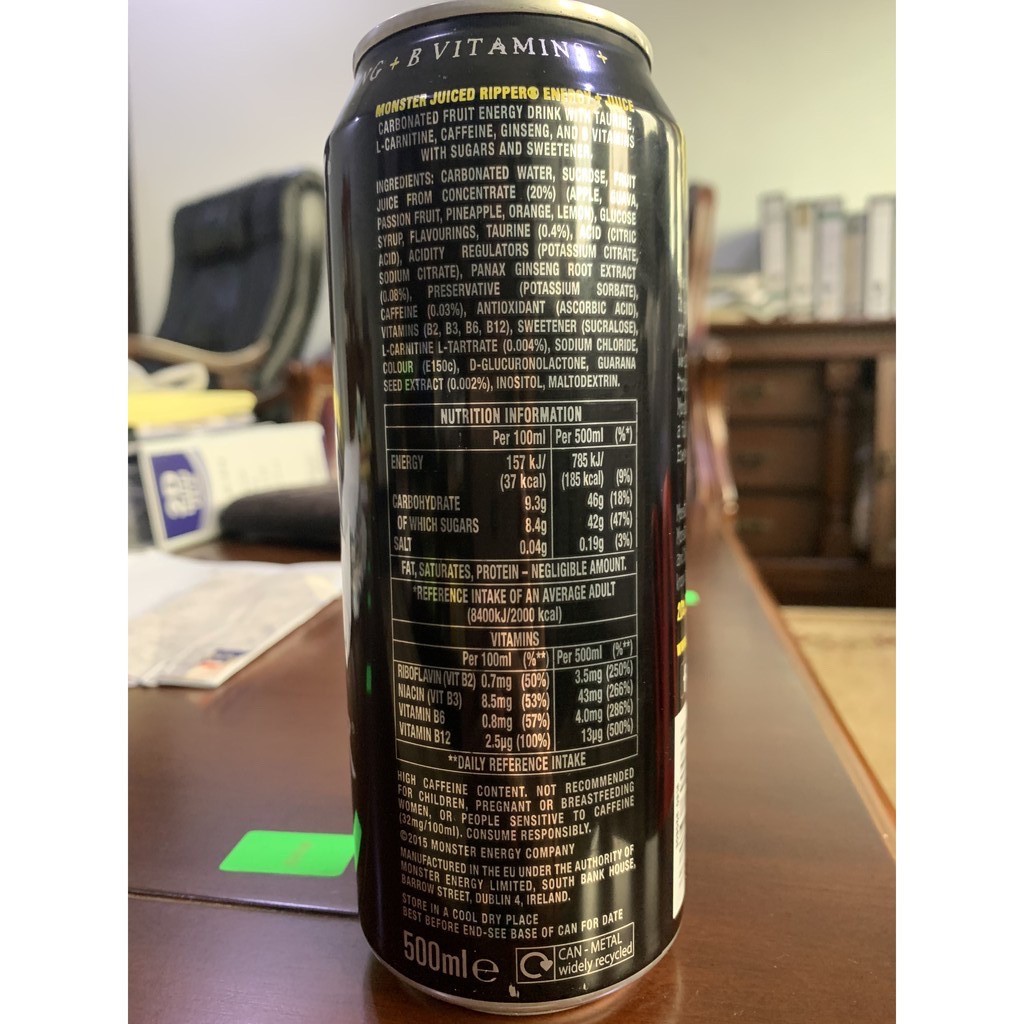 + B VITAMINS +
MONSTER JUICED RIPPER® ENERGY + JUICE
CARBONATED FRUIT ENERGY DRINK WITH TAURINE,
L-CARNITINE, CAFFEINE, GINSENG, AND B VITAMINS
WITH SUGARS AND SWEETENER.
INGREDIENTS: CARBONATED WATER, SUCROSE, FRUIT
JUICE FROM CONCENTRATE (20%) (APPLE, GUAVA,
PASSION FRUIT, PINEAPPLE, ORANGE, LEMON), GLUCOSE
SYRUP, FLAVOURINGS, TAURINE (0.4%), ACID (CITRIC
ACID), ACIDITY REGULATORS (POTASSIUM CITRATE,
SODIUM CITRATE), PANAX GINSENG ROOT EXTRACT
(0.08%), PRESERVATIVE (POTASSIUM SORBATE),
CAFFEINE (0.03%), ANTIOXIDANT (ASCORBIC ACID),
VITAMINS (B2, B3, B6, B12), SWEETENER (SUCRALOSE),
L-CARNITINE L-TARTRATE (0.004%), SODIUM CHLORIDE,
COLOUR (E150c), D-GLUCURONOLACTONE, GUARANA
SEED EXTRACT (0.002%), INOSITOL, MALTODEXTRIN.
NUTRITION INFORMATION
Per 100ml Per 500ml (%*)
ENERGY 157 kJ/ 785 kJ/
(37 kcal) (185 kcal) (9%)
CARBOHYDRATE 9.3g 46g (18%)
OF WHICH SUGARS 8.4g 42g (47%)
SALT 0.04g 0.19g (3%)
FAT, SATURATES, PROTEIN – NEGLIGIBLE AMOUNT.
*REFERENCE INTAKE OF AN AVERAGE ADULT
(8400kJ/2000 kcal)
VITAMINS
Per 100ml (%**) Per 500ml (%**)
RIBOFLAVIN (VIT B2) 0.7mg (50%) 3.5mg (250%)
NIACIN (VIT B3) 8.5mg (53%) 43mg (266%)
VITAMIN B6 0.8mg (57%) 4.0mg (286%)
VITAMIN B12 2.5µg (100%) 13µg (500%)
**DAILY REFERENCE INTAKE
HIGH CAFFEINE CONTENT. NOT RECOMMENDED
FOR CHILDREN, PREGNANT OR BREASTFEEDING
WOMEN, OR PEOPLE SENSITIVE TO CAFFEINE
(32mg/100ml). CONSUME RESPONSIBLY.
©2015 MONSTER ENERGY COMPANY
MANUFACTURED IN THE EU UNDER THE AUTHORITY OF
MONSTER ENERGY LIMITED, SOUTH BANK HOUSE,
BARROW STREET, DUBLIN 4, IRELAND.
STORE IN A COOL DRY PLACE
BEST BEFORE END-SEE BASE OF CAN FOR DATE
500ml e
CAN - METAL
widely recycled